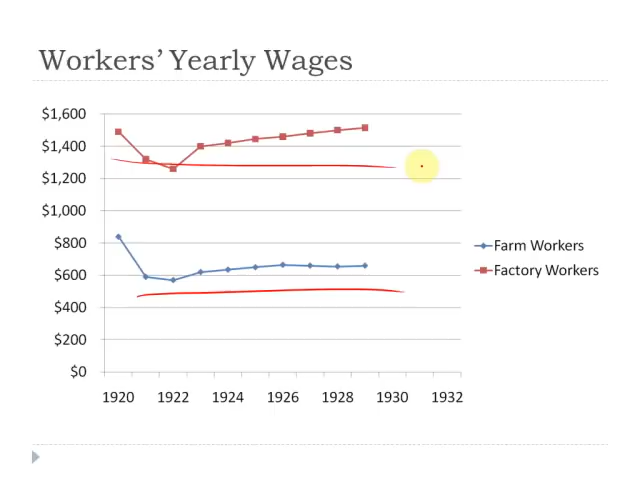 Workers' Yearly Wages
$1,600
$1,400
$1,200
$1,000
$800
$600
$400
$200
$0
1920 1922 1924 1926 1928 1930 1932
Farm Workers
Factory Workers